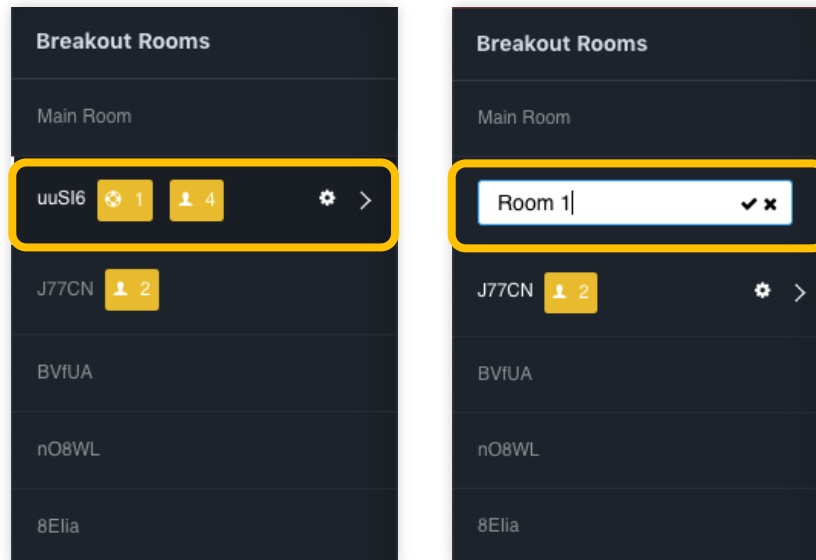 Breakout Rooms
Main Room
uuSI6 1 4
J77CN 2
BVfUA
nO8WL
8Elia
Breakout Rooms
Main Room
Room 1
J77CN 2
BVfUA
nO8WL
8Elia